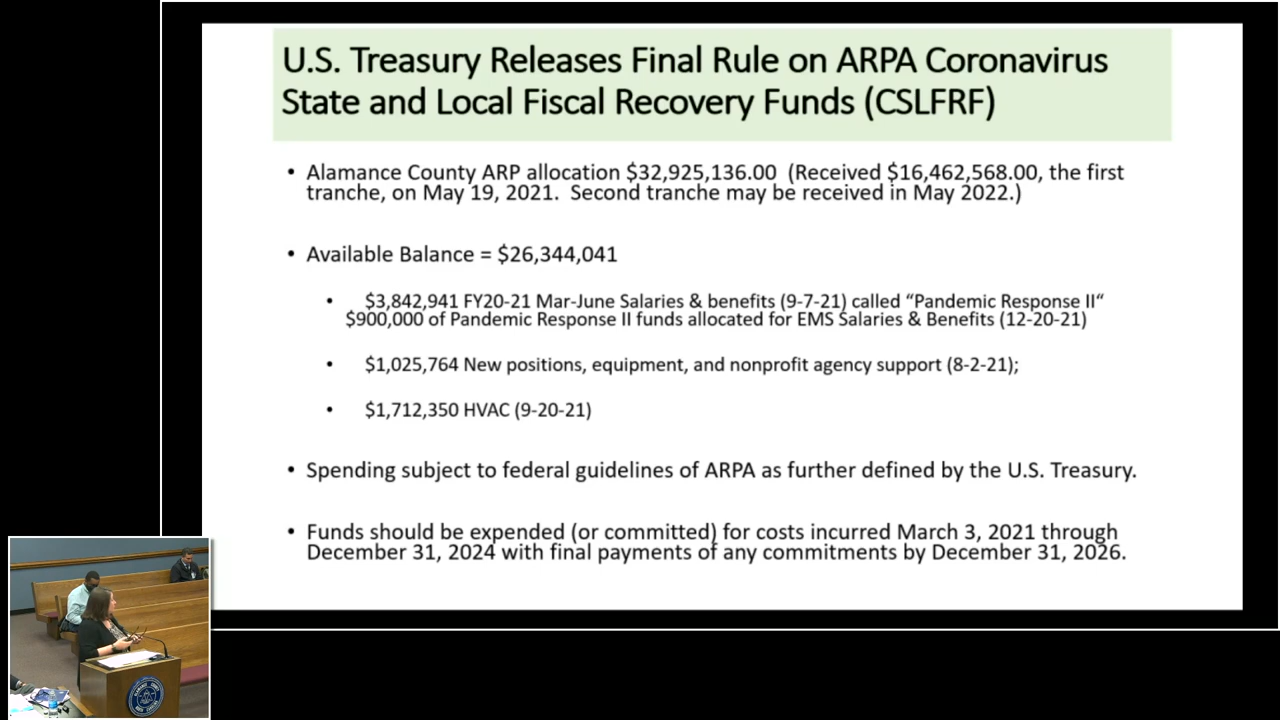 U.S. Treasury Releases Final Rule on ARPA Coronavirus
State and Local Fiscal Recovery Funds (CSLFRF)
• Alamance County ARP allocation $32,925,136.00  (Received $16,462,568.00, the first
tranche, on May 19, 2021.  Second tranche may be received in May 2022.)
• Available Balance = $26,344,041
• $3,842,941 FY20-21 Mar-June Salaries & benefits (9-7-21) called “Pandemic Response II“
$900,000 of Pandemic Response II funds allocated for EMS Salaries & Benefits (12-20-21)
• $1,025,764 New positions, equipment, and nonprofit agency support (8-2-21);
• $1,712,350 HVAC (9-20-21)
• Spending subject to federal guidelines of ARPA as further defined by the U.S. Treasury.
• Funds should be expended (or committed) for costs incurred March 3, 2021 through
December 31, 2024 with final payments of any commitments by December 31, 2026.